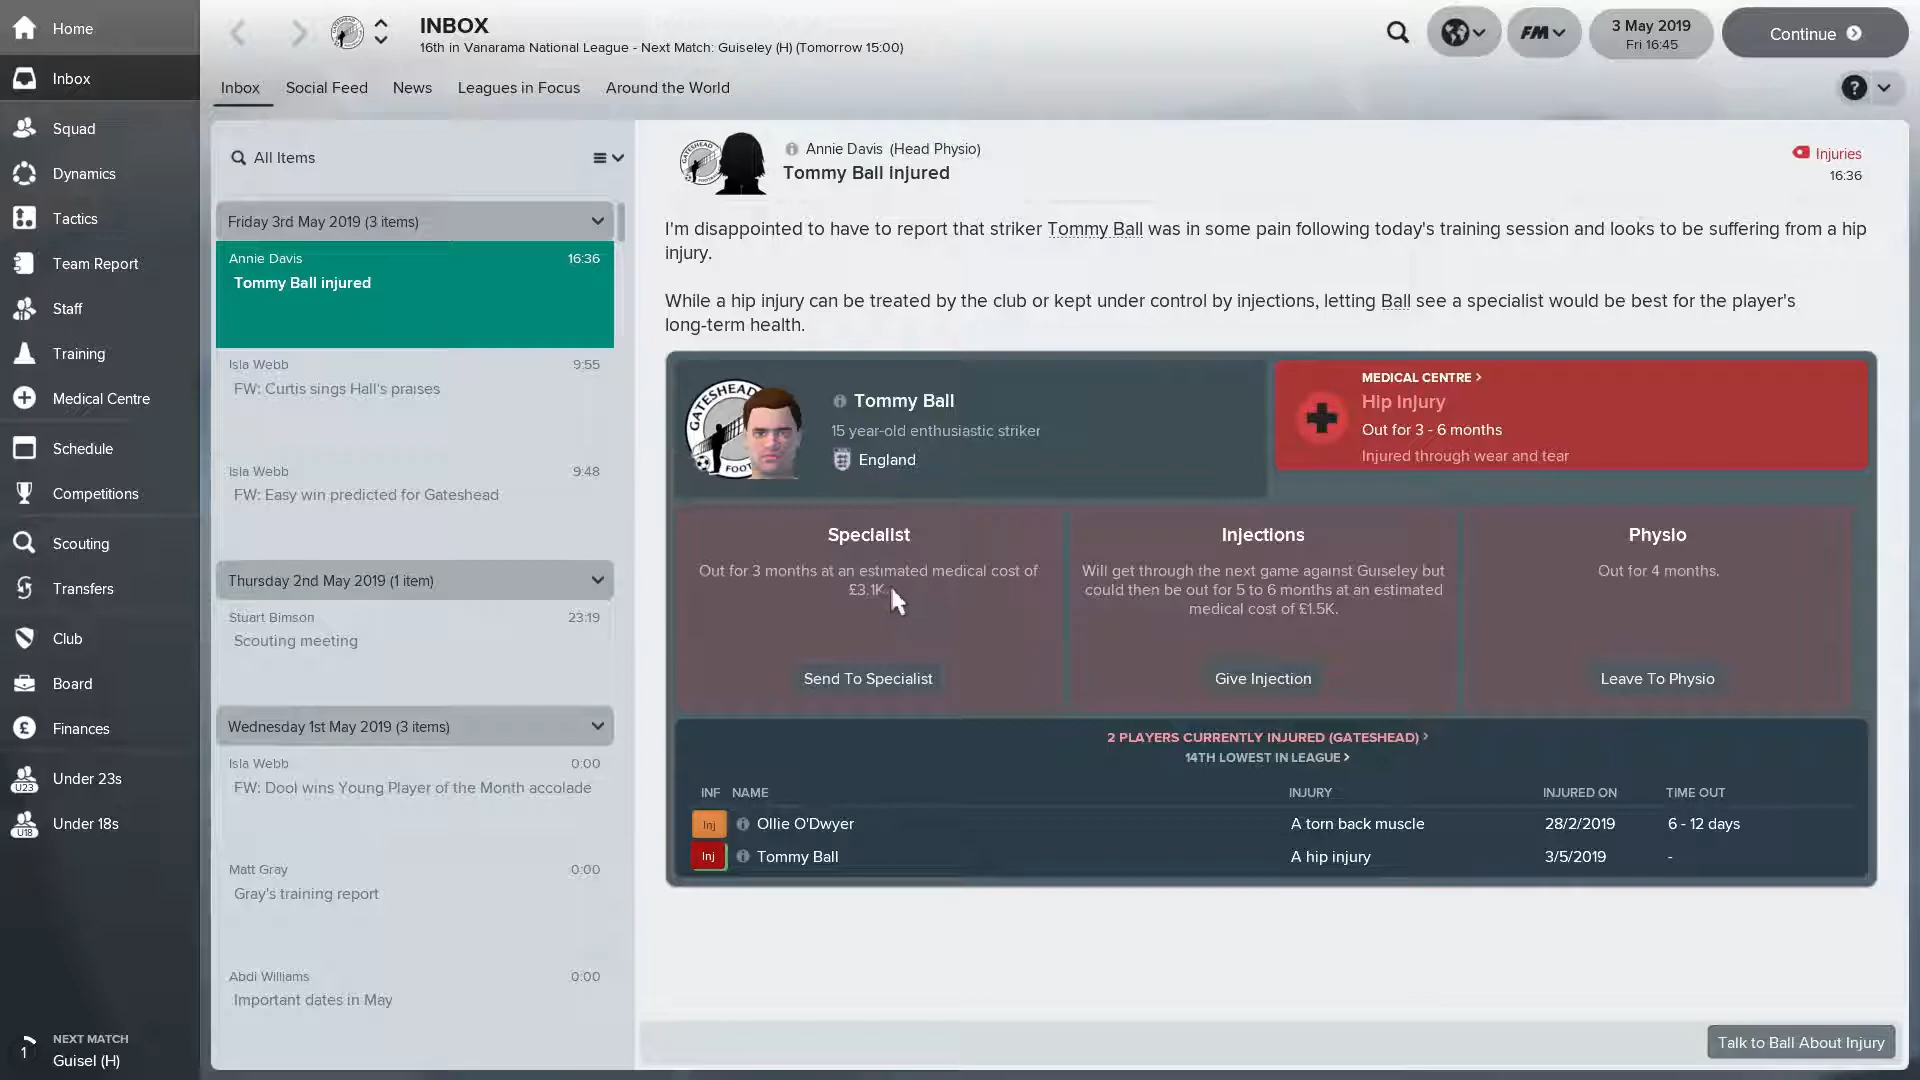 Home
Inbox
Squad
Dynamics
Tactics
Team Report
Staff
Training
Medical Centre
Schedule
Competitions
Scouting
Transfers
Club
Board
Finances
U23
Under 23s
U18
Under 18s
NEXT MATCH
1
Guisel (H)
INBOX
16th in Vanarama National League - Next Match: Guiseley (H) (Tomorrow 15:00)
FM
3 May 2019
Fri 16:45
Continue
Inbox
Social Feed
News
Leagues in Focus
Around the World
?
All Items
Friday 3rd May 2019 (3 items)
Annie Davis 16:36
Tommy Ball injured
Isla Webb 9:55
FW: Curtis sings Hall's praises
Isla Webb 9:48
FW: Easy win predicted for Gateshead
Thursday 2nd May 2019 (1 item)
Stuart Bimson 23:19
Scouting meeting
Wednesday 1st May 2019 (3 items)
Isla Webb 0:00
FW: Dool wins Young Player of the Month accolade
Matt Gray 0:00
Gray's training report
Abdi Williams 0:00
Important dates in May
GATESHEAD
Annie Davis (Head Physio)
Tommy Ball injured
Injuries
16:36
I'm disappointed to have to report that striker Tommy Ball was in some pain following today's training session and looks to be suffering from a hip
injury.
While a hip injury can be treated by the club or kept under control by injections, letting Ball see a specialist would be best for the player's
long-term health.
GATESHEAD
FOOT
Tommy Ball
15 year-old enthusiastic striker
England
MEDICAL CENTRE >
Hip Injury
Out for 3 - 6 months
Injured through wear and tear
Specialist
Out for 3 months at an estimated medical cost of
£3.1K.
Send To Specialist
Injections
Will get through the next game against Guiseley but
could then be out for 5 to 6 months at an estimated
medical cost of £1.5K.
Give Injection
Physio
Out for 4 months.
Leave To Physio
2 PLAYERS CURRENTLY INJURED (GATESHEAD) >
14TH LOWEST IN LEAGUE >
INF NAME INJURY INJURED ON TIME OUT
Inj Ollie O'Dwyer A torn back muscle 28/2/2019 6 - 12 days
Inj Tommy Ball A hip injury 3/5/2019 -
Talk to Ball About Injury